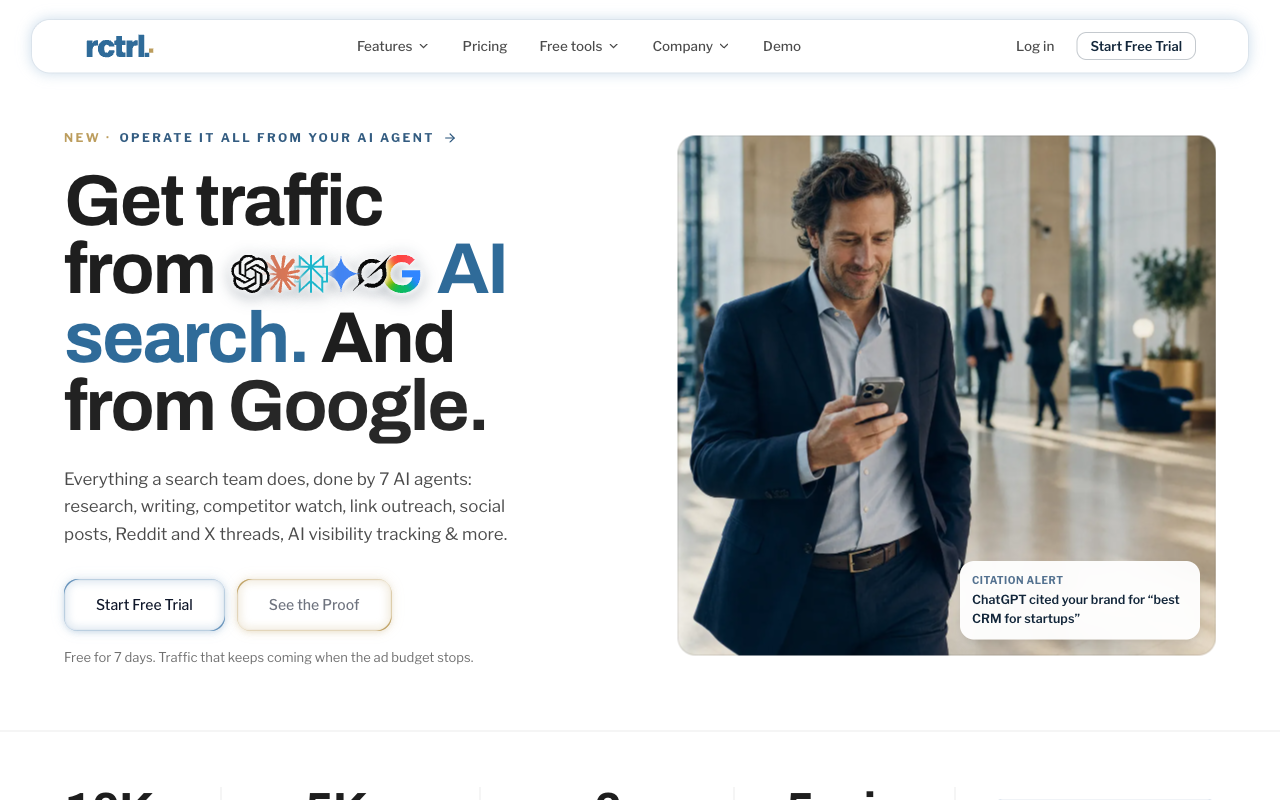 rctrl.
Features
Pricing
Free tools
Company
Demo
Log in
Start Free Trial
NEW · OPERATE IT ALL FROM YOUR AI AGENT →
Get traffic
from AI
search. And
from Google.
Everything a search team does, done by 7 AI agents:
research, writing, competitor watch, link outreach, social
posts, Reddit and X threads, AI visibility tracking & more.
Start Free Trial
See the Proof
Free for 7 days. Traffic that keeps coming when the ad budget stops.
CITATION ALERT
ChatGPT cited your brand for “best
CRM for startups”